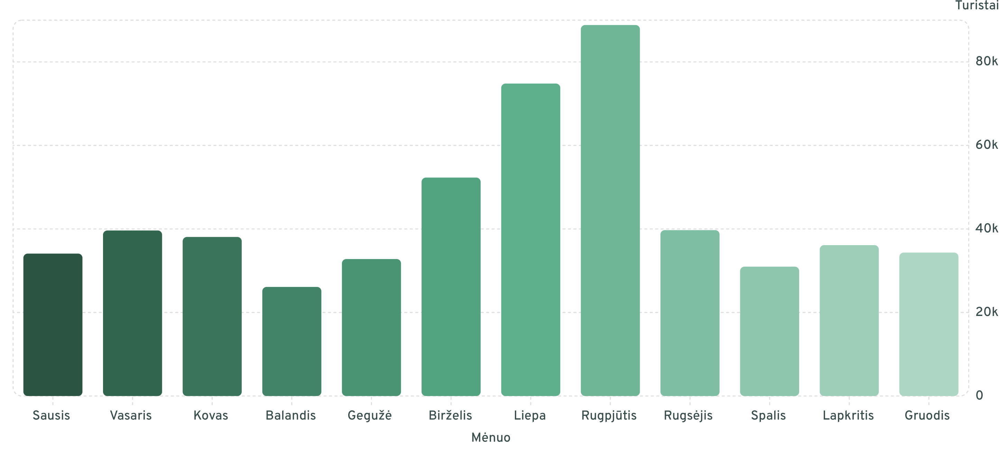 Turistai
80k
60k
40k
20k
0
Sausis Vasaris Kovas Balandis Gegužė Birželis Liepa Rugpjūtis Rugsėjis Spalis Lapkritis Gruodis
Mėnuo